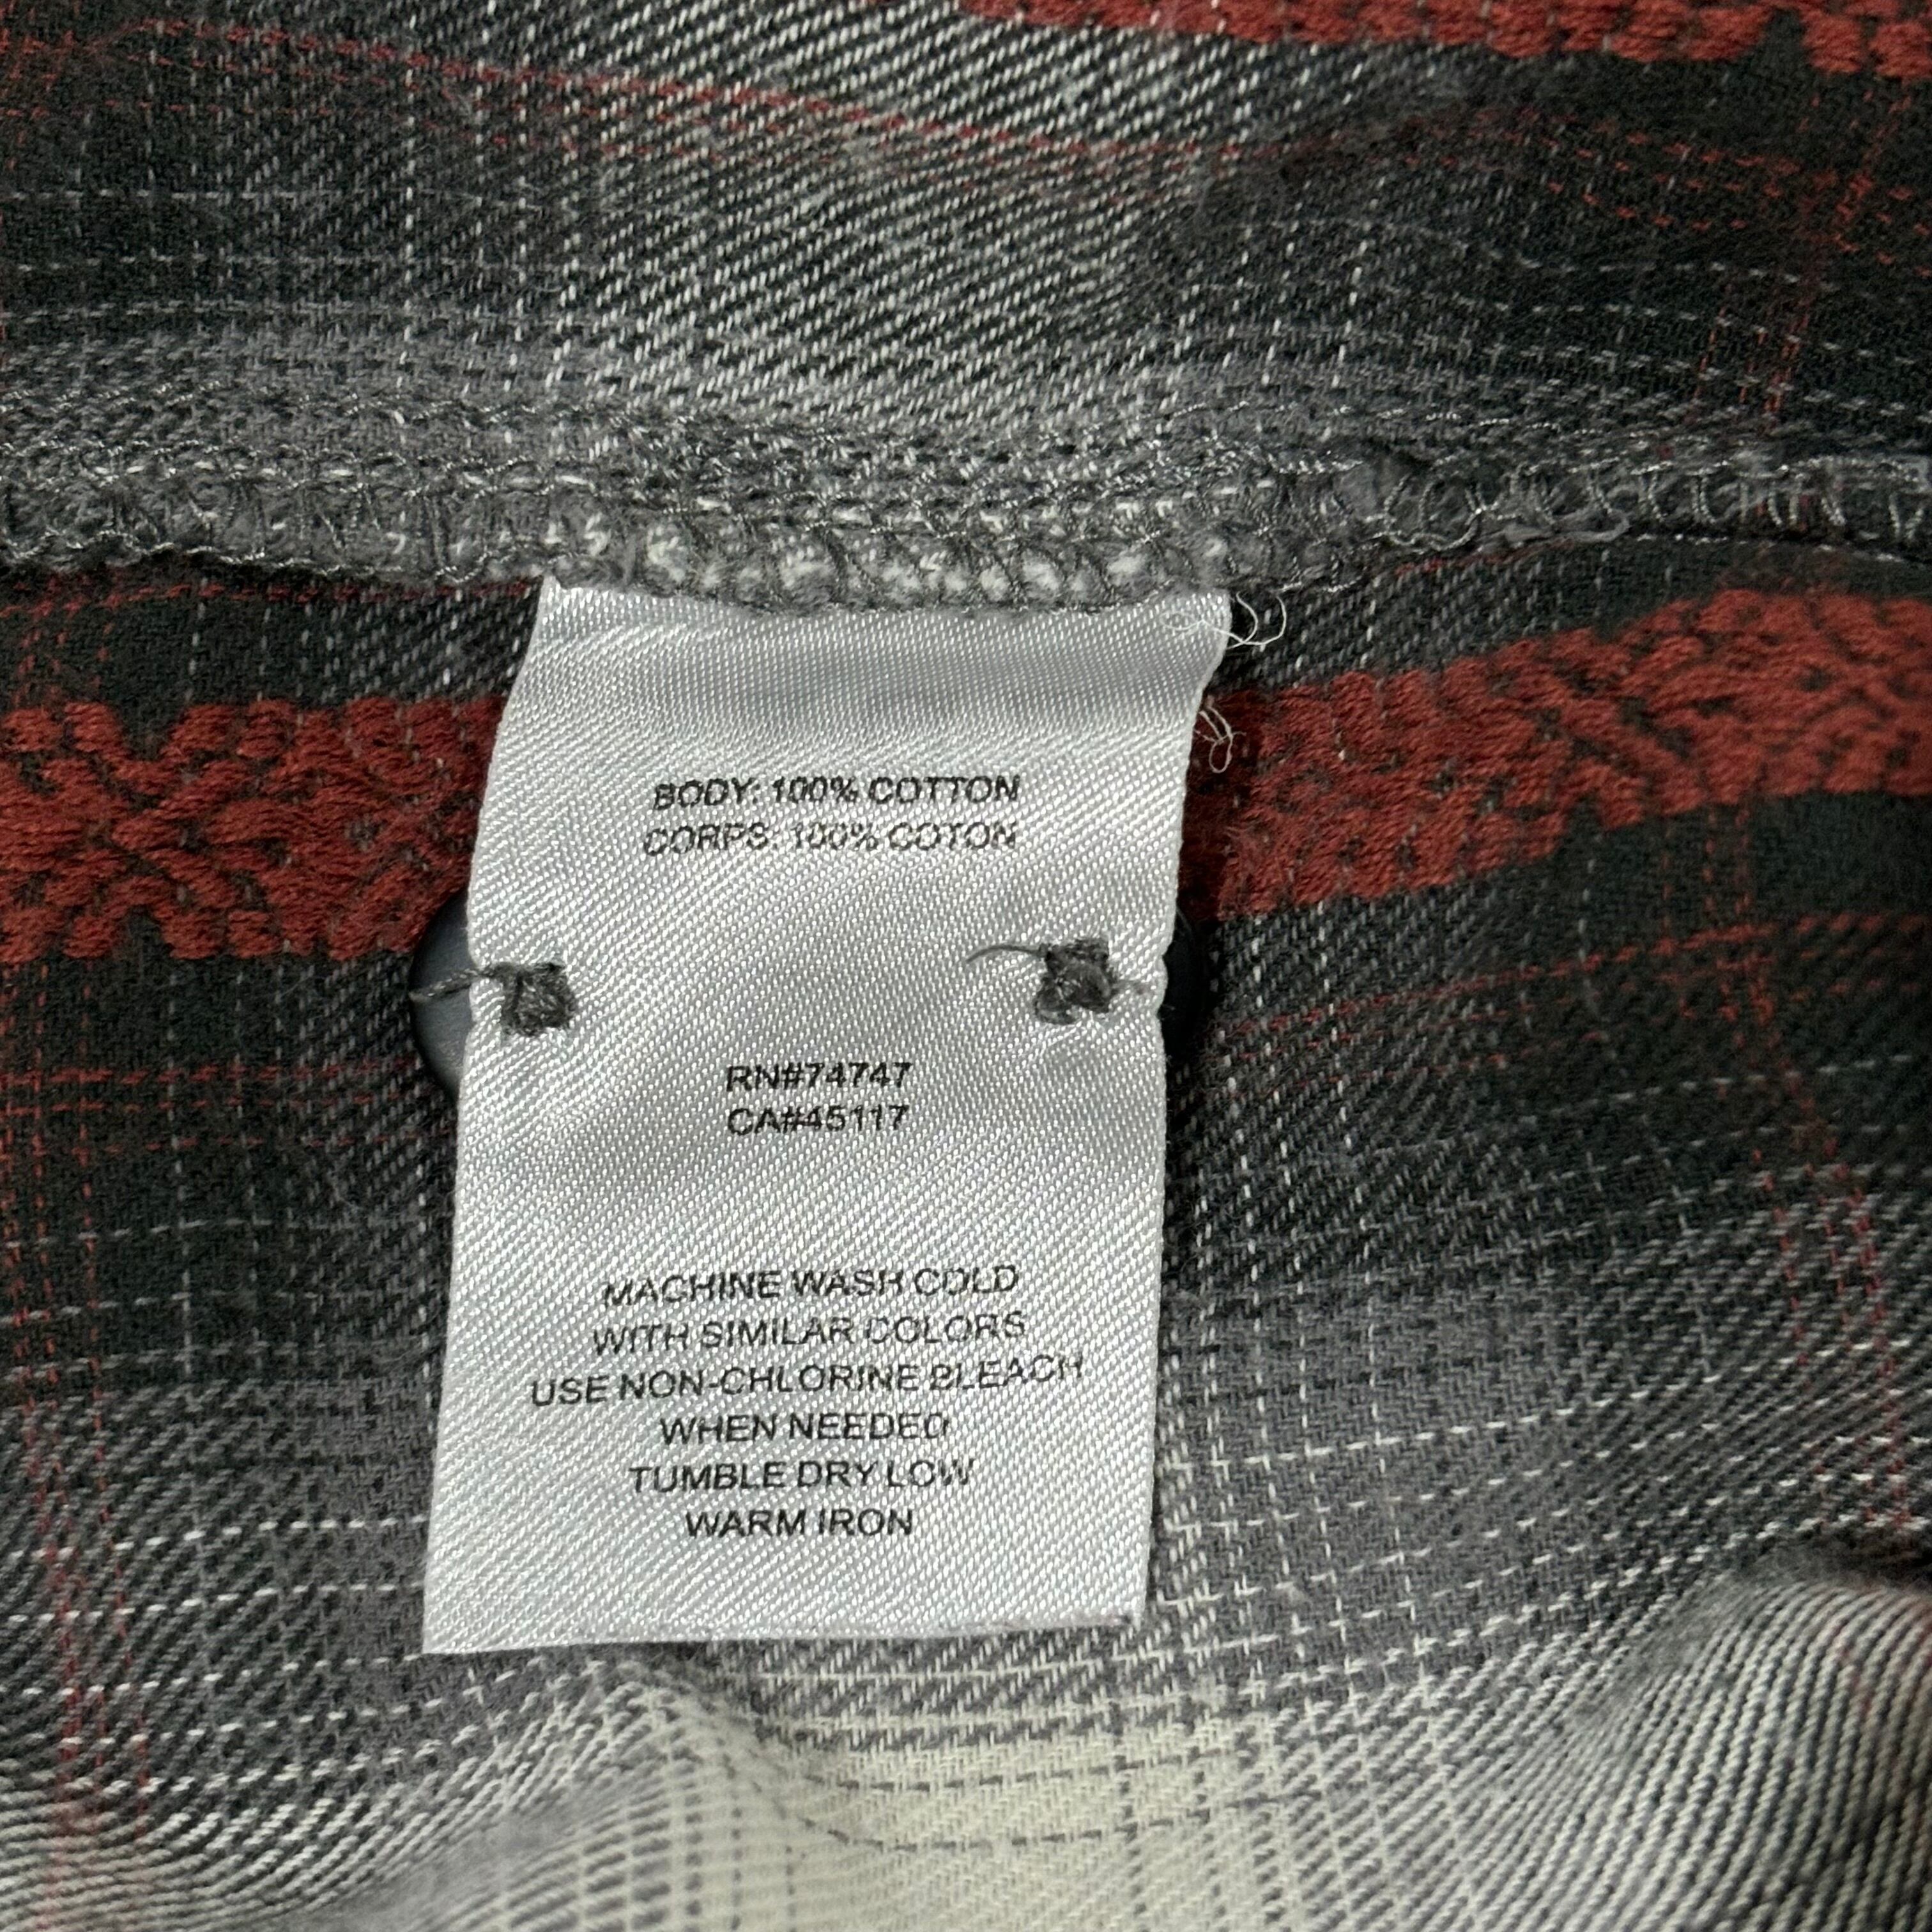 BODY: 100% COTTON
CORPS: 100% COTON
RN#74747
CA#45117
MACHINE WASH COLD
WITH SIMILAR COLORS
USE NON-CHLORINE BLEACH
WHEN NEEDED
TUMBLE DRY LOW
WARM IRON